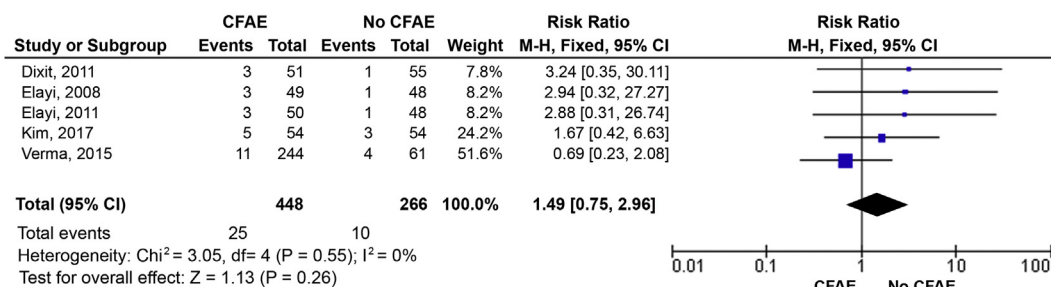 CFAE No CFAE Risk Ratio Risk Ratio
Study or Subgroup Events Total Events Total Weight M-H, Fixed, 95% CI M-H, Fixed, 95% CI
Dixit, 2011 3 51 1 55 7.8% 3.24 [0.35, 30.11]
Elayi, 2008 3 49 1 48 8.2% 2.94 [0.32, 27.27]
Elayi, 2011 3 50 1 48 8.2% 2.88 [0.31, 26.74]
Kim, 2017 5 54 3 54 24.2% 1.67 [0.42, 6.63]
Verma, 2015 11 244 4 61 51.6% 0.69 [0.23, 2.08]
Total (95% CI) 448 266 100.0% 1.49 [0.75, 2.96]
Total events 25 10
Heterogeneity: Chi² = 3.05, df= 4 (P = 0.55); I² = 0%
Test for overall effect: Z = 1.13 (P = 0.26)
0.01 0.1 1 10 100
CFAE No CFAE